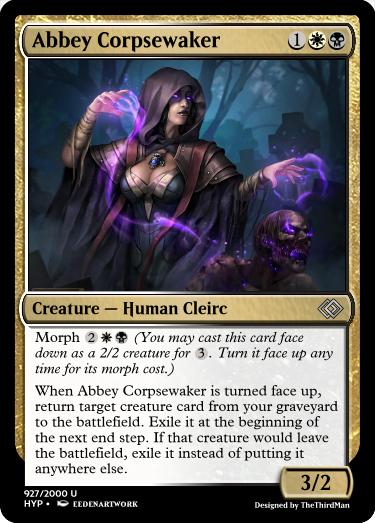 Abbey Corpsewaker 1
Creature — Human Cleirc
Morph 2 (You may cast this card face
down as a 2/2 creature for 3. Turn it face up any
time for its morph cost.)
When Abbey Corpsewaker is turned face up,
return target creature card from your graveyard
to the battlefield. Exile it at the beginning of
the next end step. If that creature would leave
the battlefield, exile it instead of putting it
anywhere else.
3/2
927/2000 U
HYP • EEDENARTWORK
Designed by TheThirdMan